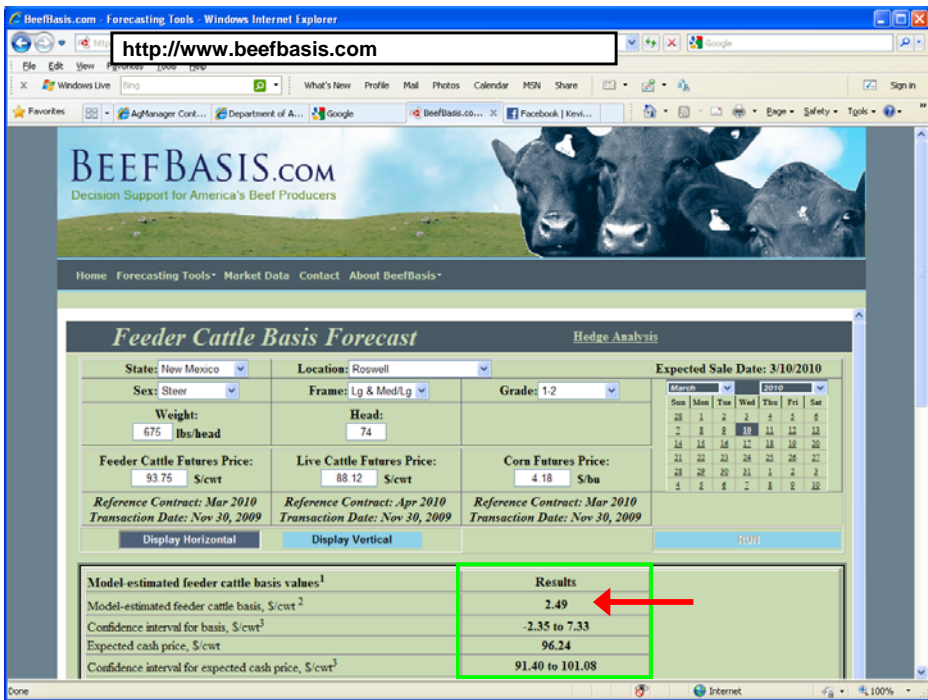 BeefBasis.com - Forecasting Tools - Windows Internet Explorer
http://www.beefbasis.com
Google
File Edit View Favorites Tools Help
X Windows Live Bing What's New Profile Mail Photos Calendar MSN Share Sign in
Favorites AgManager Cont... Department of A... Google BeefBasis.co... X Facebook | Kevi... Page Safety Tools
BEEFBASIS.COM
Decision Support for America's Beef Producers
Home Forecasting Tools Market Data Contact About BeefBasis
Feeder Cattle Basis Forecast Hedge Analysis
State: New Mexico Location: Roswell Expected Sale Date: 3/10/2010
Sex: Steer Frame: Lg & Med/Lg Grade: 1-2 March 2010
Sun Mon Tue Wed Thu Fri Sat
28 1 2 3 4 5 6
7 8 9 10 11 12 13
14 15 16 17 18 19 20
21 22 23 24 25 26 27
28 29 30 31 1 2 3
4 5 6 7 8 9 10
Weight: Head:
675 lbs/head 74
Feeder Cattle Futures Price: Live Cattle Futures Price: Corn Futures Price:
93.75 $/cwt 88.12 $/cwt 4.18 $/bu
Reference Contract: Mar 2010 Reference Contract: Apr 2010 Reference Contract: Mar 2010
Transaction Date: Nov 30, 2009 Transaction Date: Nov 30, 2009 Transaction Date: Nov 30, 2009
Display Horizontal Display Vertical RUN
Model-estimated feeder cattle basis values1 Results
Model-estimated feeder cattle basis, $/cwt 2 2.49
Confidence interval for basis, $/cwt3 -2.35 to 7.33
Expected cash price, $/cwt 96.24
Confidence interval for expected cash price, $/cwt3 91.40 to 101.08
Done Internet 100%